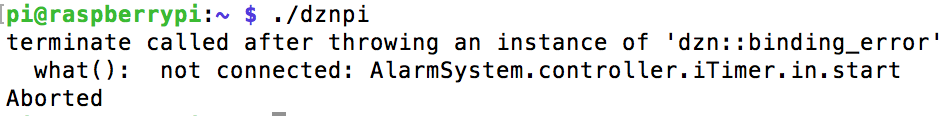 pi@raspberrypi:~ $ ./dznpi
terminate called after throwing an instance of 'dzn::binding_error'
  what():  not connected: AlarmSystem.controller.iTimer.in.start
Aborted